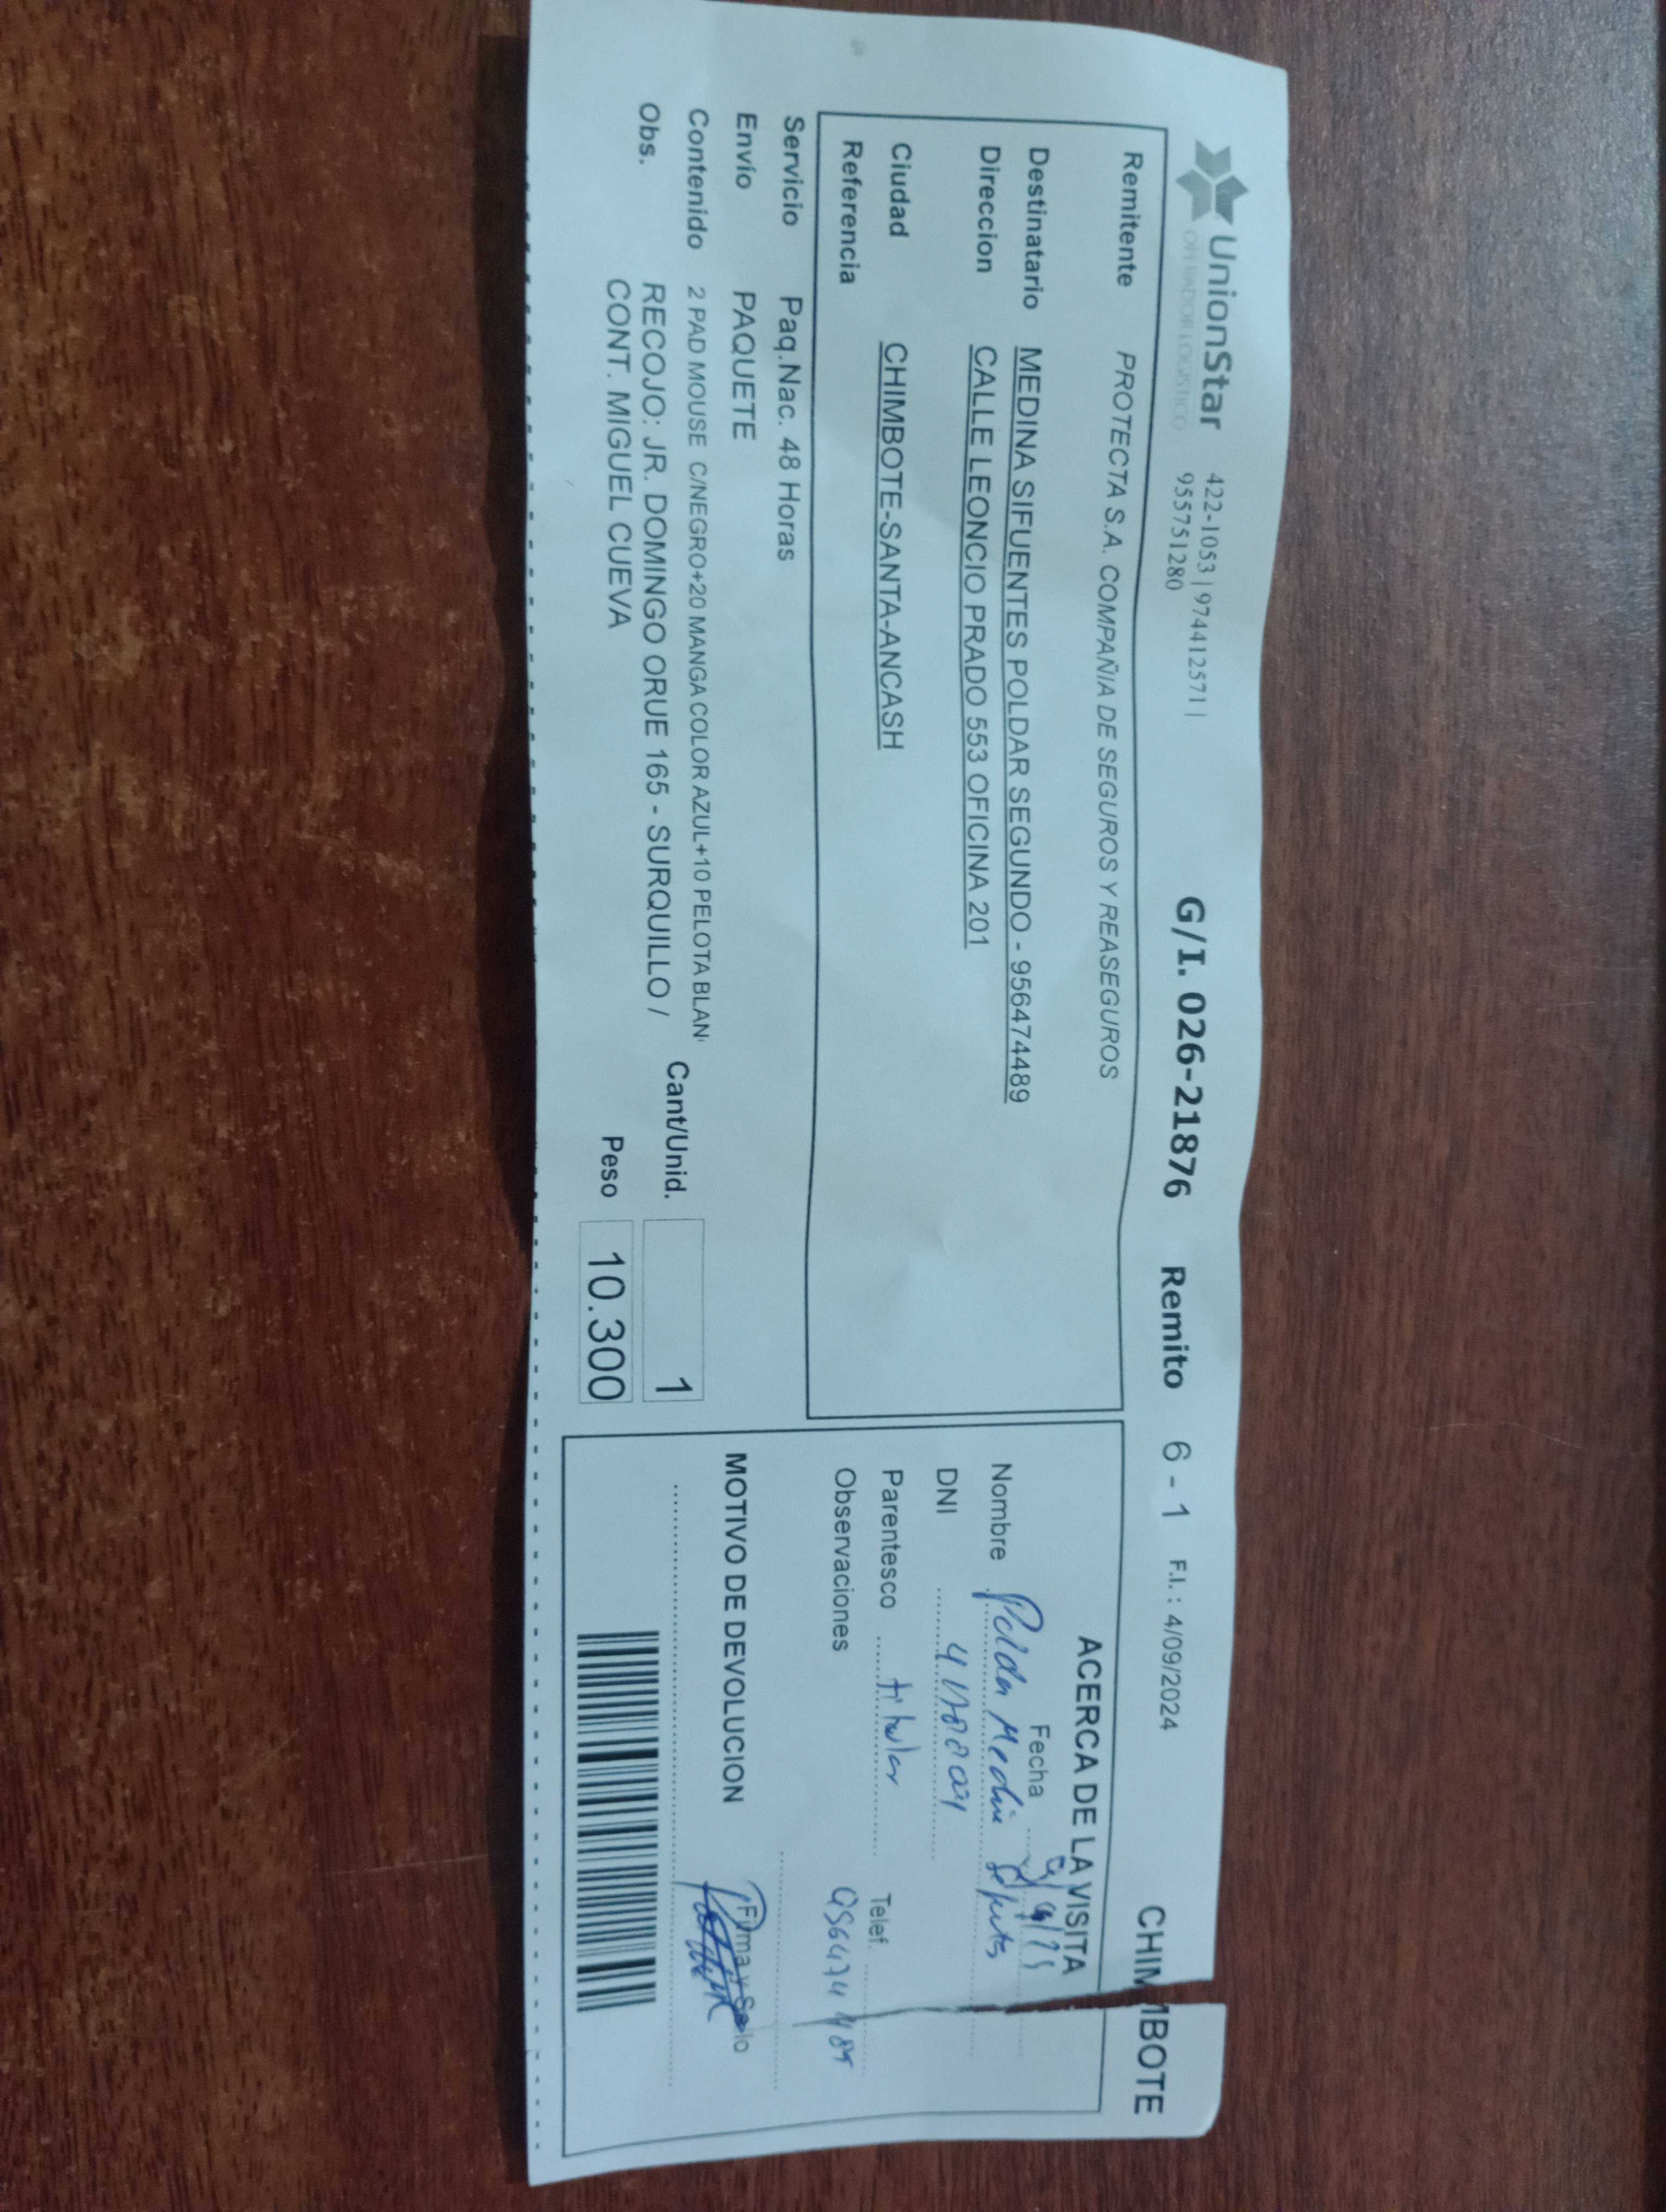 UnionStar
OPERADOR LOGISTICO
422-1053 | 974412571 |
955751280
G/I. 026-21876 Remito 6 - 1 F.I. : 4/09/2024 CHIMBOTE
Remitente PROTECTA S.A. COMPAÑIA DE SEGUROS Y REASEGUROS
Destinatario MEDINA SIFUENTES POLDAR SEGUNDO - 956474489
Direccion CALLE LEONCIO PRADO 553 OFICINA 201
Ciudad CHIMBOTE-SANTA-ANCASH
Referencia
Servicio Paq.Nac. 48 Horas
Envío PAQUETE
Contenido 2 PAD MOUSE C/NEGRO+20 MANGA COLOR AZUL+10 PELOTA BLAN
Obs. RECOJO: JR. DOMINGO ORUE 165 - SURQUILLO /
CONT. MIGUEL CUEVA
Cant/Unid. 1
Peso 10.300
ACERCA DE LA VISITA
Fecha
Nombre Poldar Medina
DNI
Parentesco titular
Telef.
Observaciones 956474489
MOTIVO DE DEVOLUCION
Firma y Sello